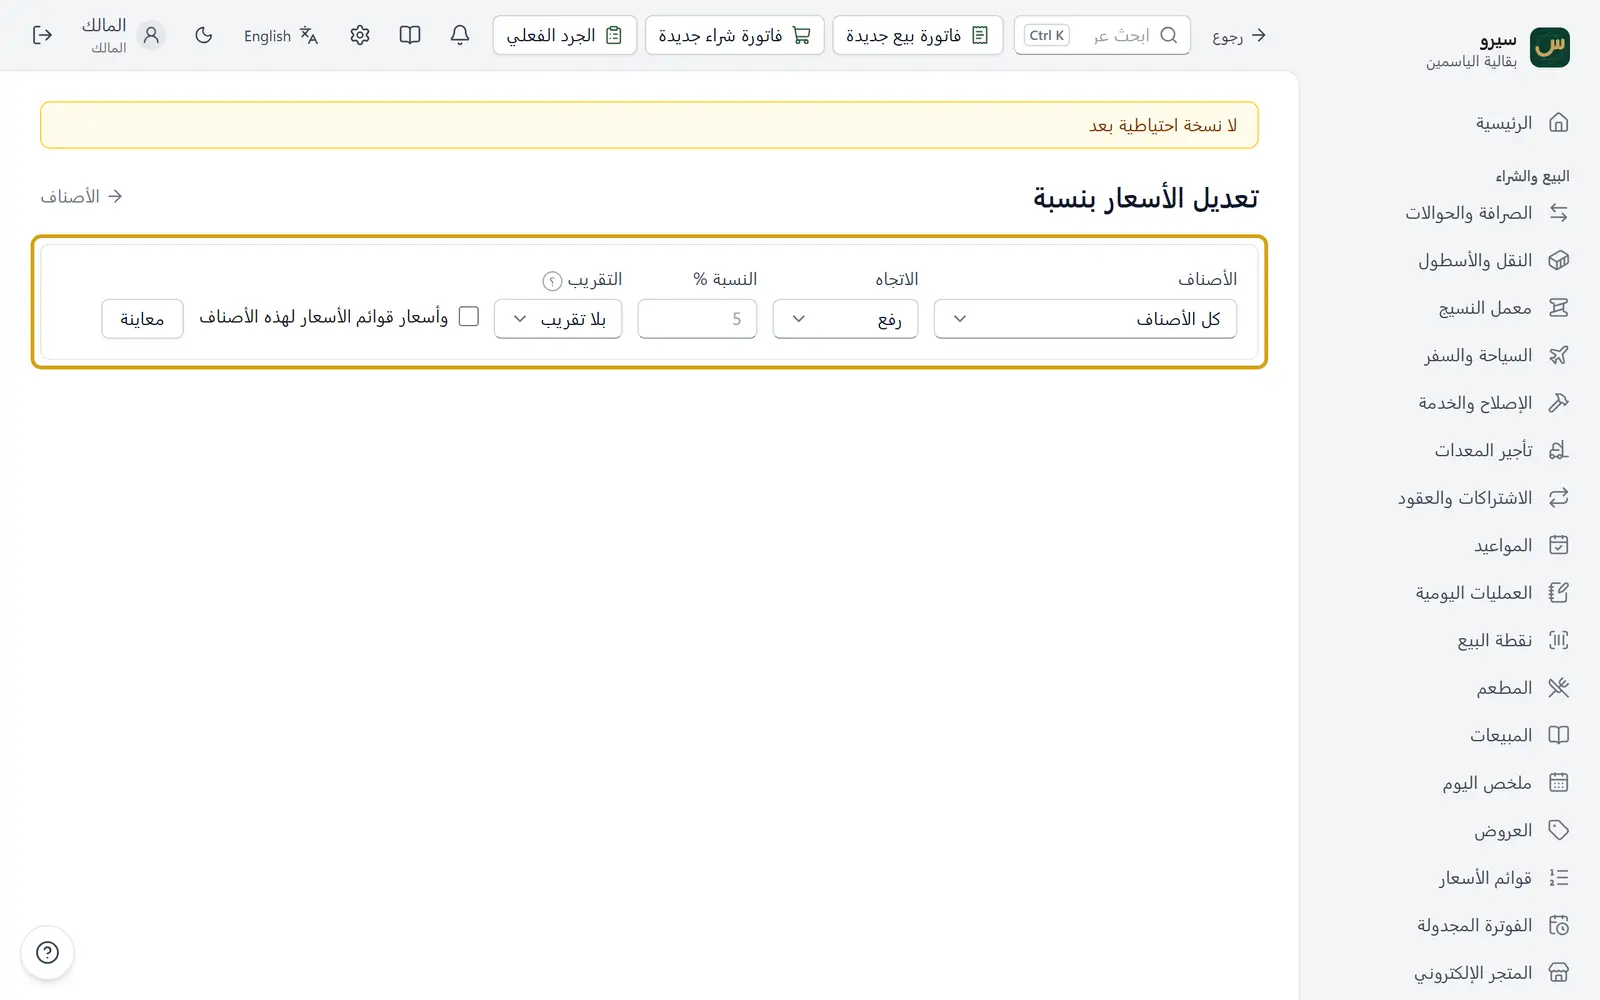 سيرو
بقالية الياسمين
رجوع
ابحث عر
Ctrl K
فاتورة بيع جديدة
فاتورة شراء جديدة
الجرد الفعلي
English
المالك
المالك
الرئيسية
البيع والشراء
الصرافة والحوالات
النقل والأسطول
معمل النسيج
السياحة والسفر
الإصلاح والخدمة
تأجير المعدات
الاشتراكات والعقود
المواعيد
العمليات اليومية
نقطة البيع
المطعم
المبيعات
ملخص اليوم
العروض
قوائم الأسعار
الفوترة المجدولة
المتجر الإلكتروني
لا نسخة احتياطية بعد
تعديل الأسعار بنسبة
الأصناف
الأصناف
كل الأصناف
الاتجاه
رفع
النسبة %
5
التقريب ؟
بلا تقريب
وأسعار قوائم الأسعار لهذه الأصناف
معاينة